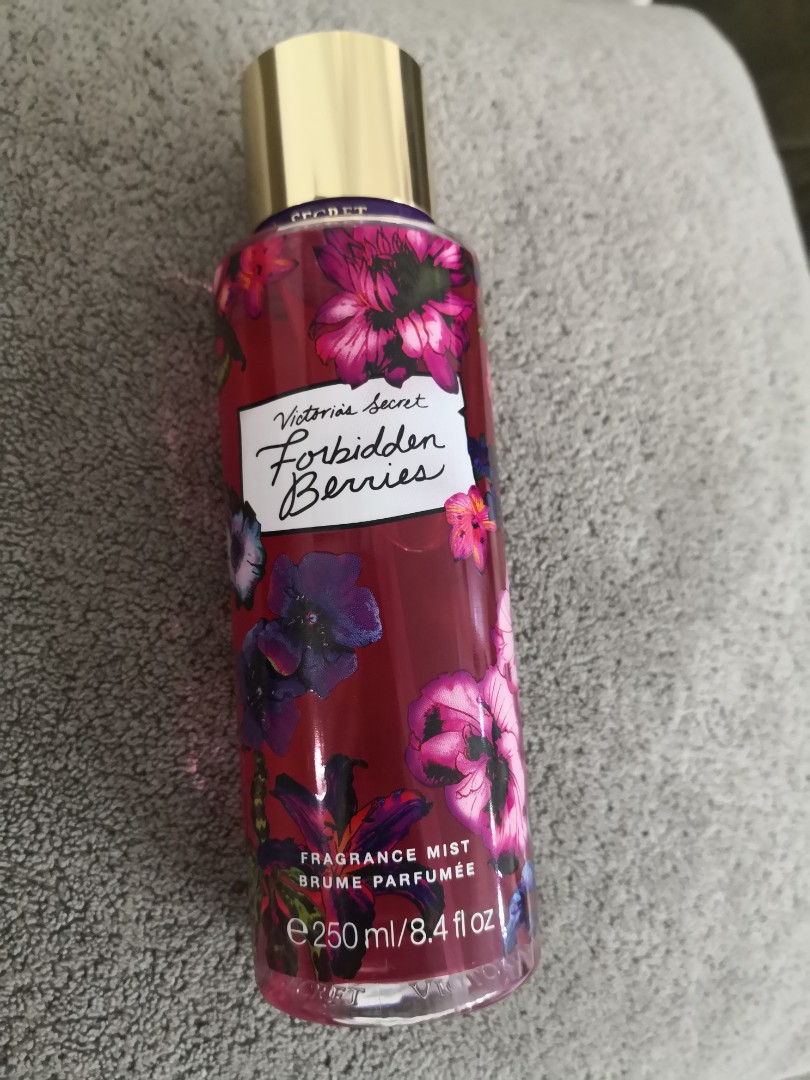 SECRET
Victoria's Secret
Forbidden
Berries
FRAGRANCE MIST
BRUME PARFUMÉE
℮250 ml/8.4 fl oz